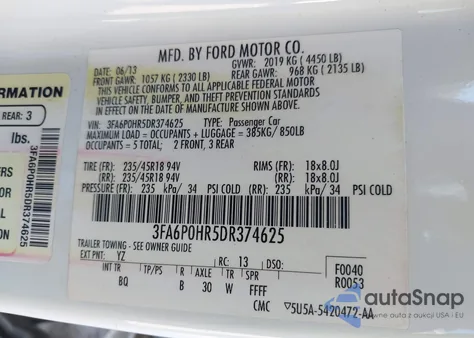 MFD. BY FORD MOTOR CO.
DATE: 06/13 GVWR: 2019 KG ( 4450 LB)
FRONT GAWR: 1057 KG ( 2330 LB) REAR GAWR: 968 KG ( 2135 LB)
THIS VEHICLE CONFORMS TO ALL APPLICABLE FEDERAL MOTOR
VEHICLE SAFETY, BUMPER, AND THEFT PREVENTION STANDARDS IN
EFFECT ON THE DATE OF MANUFACTURE SHOWN ABOVE.
VIN: 3FA6P0HR5DR374625 TYPE: Passenger Car
MAXIMUM LOAD = OCCUPANTS + LUGGAGE = 385KG/ 850LB
OCCUPANTS = 5 TOTAL; 2 FRONT, 3 REAR
TIRE (FR): 235/45R18 94V RIMS (FR): 18x8.0J
(RR): 235/45R18 94V (RR): 18x8.0J
PRESSURE (FR): 235 kPa/ 34 PSI COLD (RR): 235 kPa/ 34 PSI COLD
3FA6P0HR5DR374625
TRAILER TOWING - SEE OWNER GUIDE
EXT PNT: YZ RC: 13 DSO: F0040
INT TR TP/PS R AXLE TR SPR R0053
BQ B 30 W FFFF
CMC ▽5U5A-5420472-AA
FORMATION
REAR: 3
lbs.
3FA6P0HR5DR374625
autoSnap